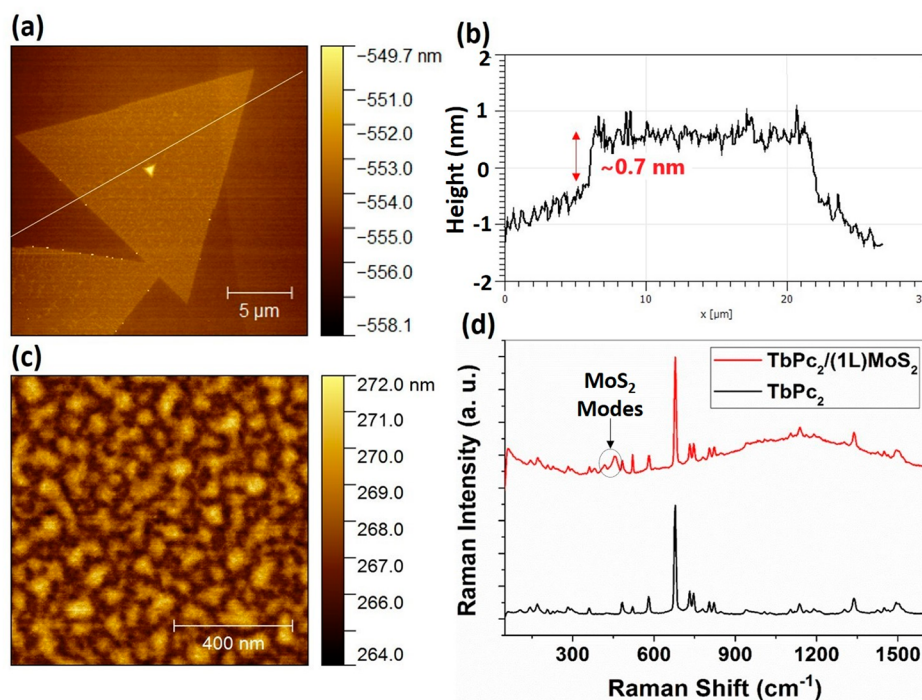 (a)
−549.7 nm
−551.0
−552.0
−553.0
−554.0
−555.0
−556.0
−558.1
5 µm
(b)
Height (nm)
2
1
0
-1
-2
~0.7 nm
0
10
20
x [µm]
(c)
272.0 nm
271.0
270.0
269.0
268.0
267.0
266.0
264.0
400 nm
(d)
Raman Intensity (a. u.)
TbPc₂/(1L)MoS₂
TbPc₂
MoS₂
Modes
300
600
900
1200
1500
Raman Shift (cm⁻¹)